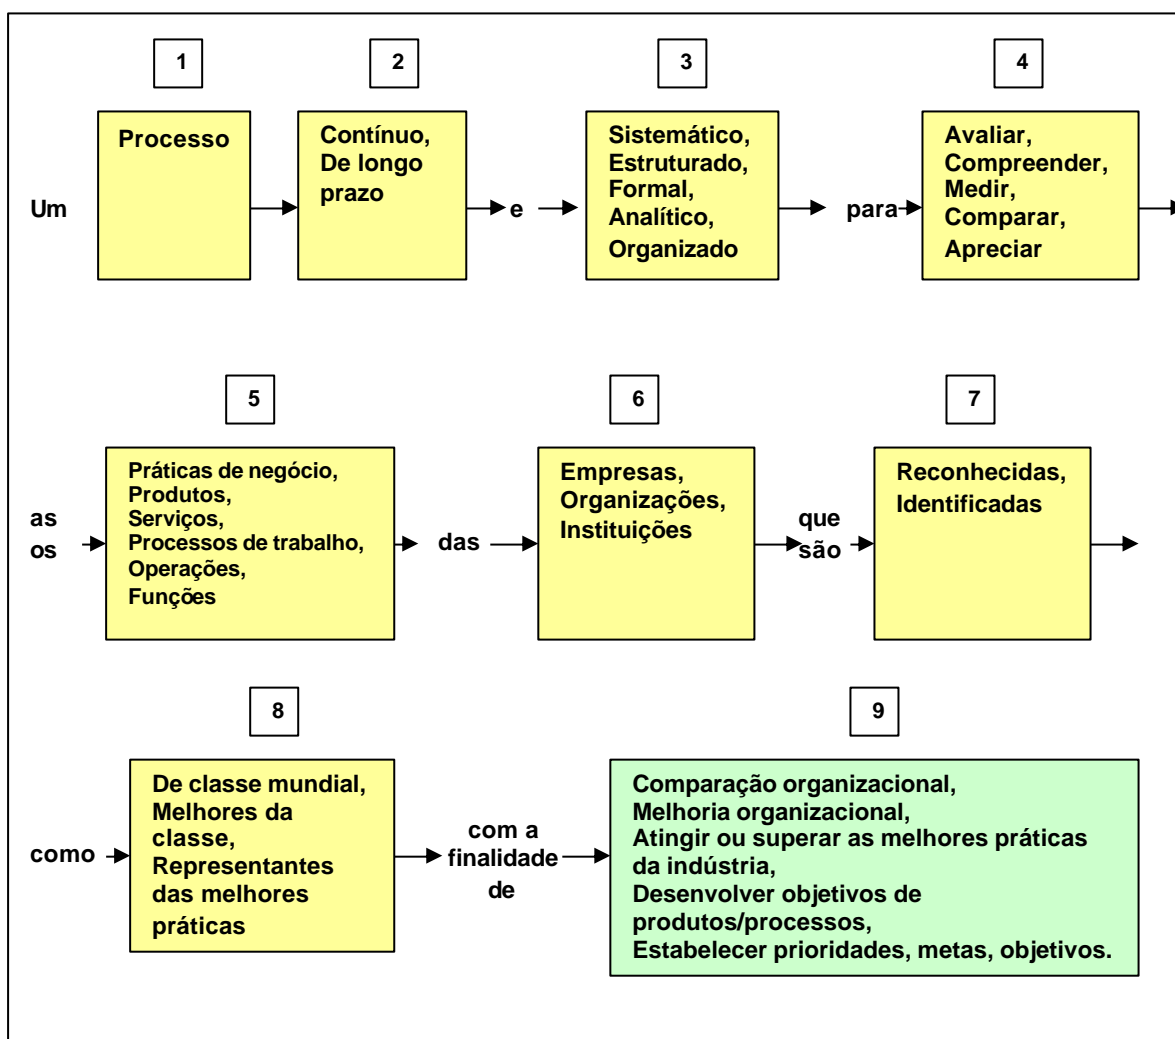 1
2
3
4
Um
Processo
Contínuo,
De longo
prazo
e
Sistemático,
Estruturado,
Formal,
Analítico,
Organizado
para
Avaliar,
Compreender,
Medir,
Comparar,
Apreciar
5
6
7
as
os
Práticas de negócio,
Produtos,
Serviços,
Processos de trabalho,
Operações,
Funções
das
Empresas,
Organizações,
Instituições
que
são
Reconhecidas,
Identificadas
8
9
como
De classe mundial,
Melhores da
classe,
Representantes
das melhores
práticas
com a
finalidade
de
Comparação organizacional,
Melhoria organizacional,
Atingir ou superar as melhores práticas
da indústria,
Desenvolver objetivos de
produtos/processos,
Estabelecer prioridades, metas, objetivos.